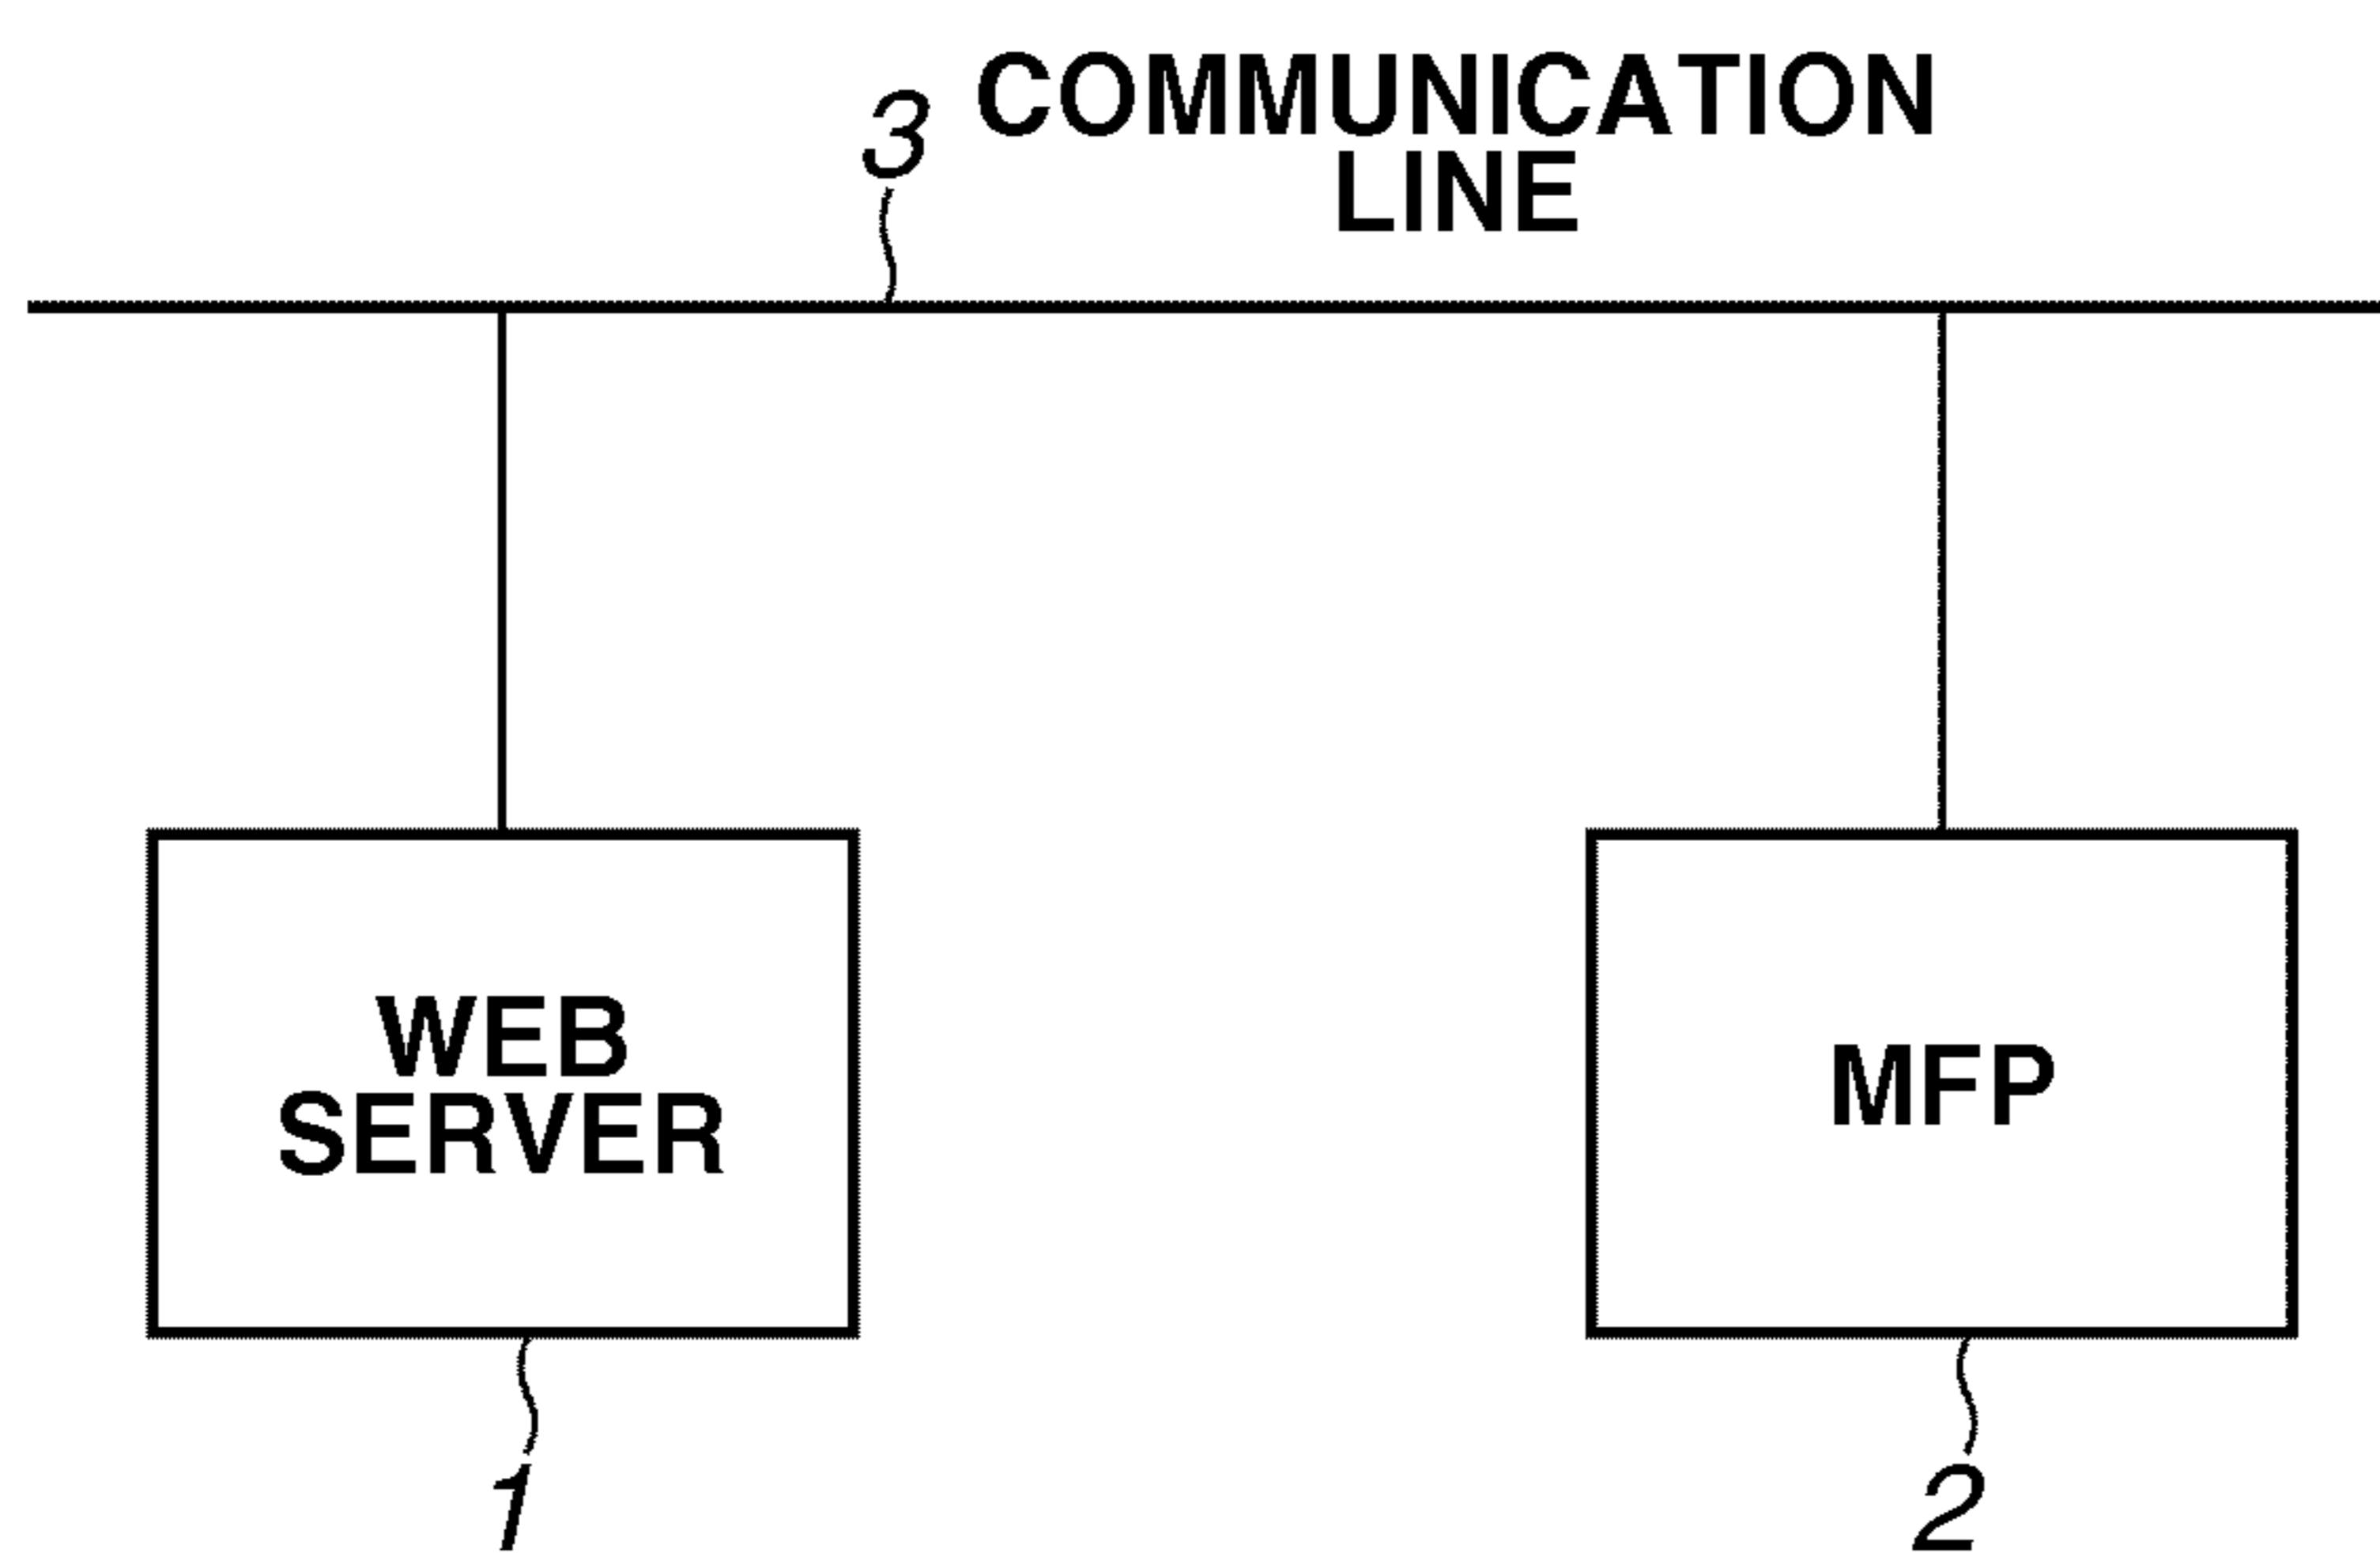 3
COMMUNICATION
LINE
WEB
SERVER
MFP
1
2